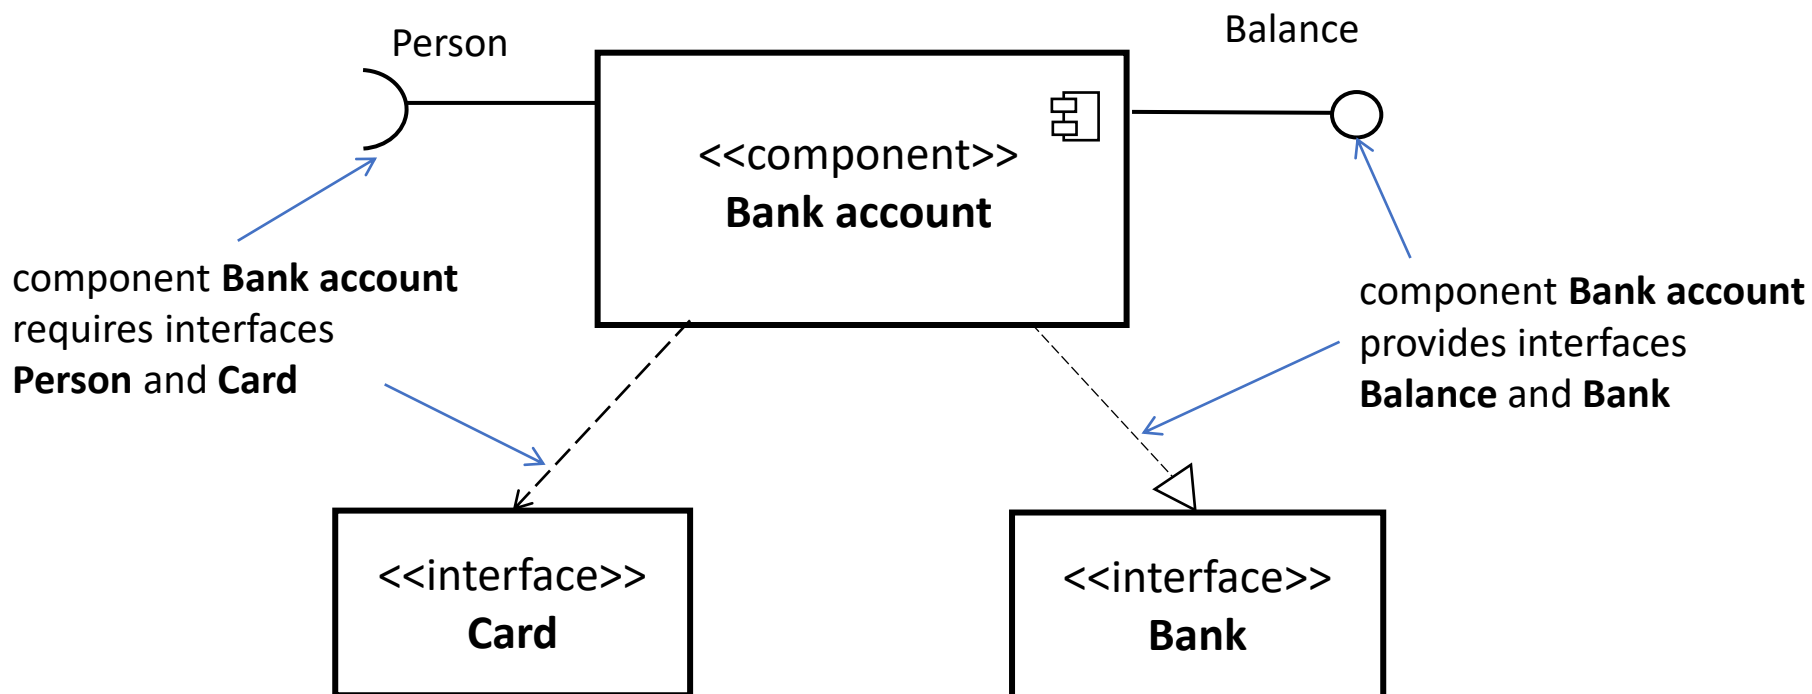 Person
Balance
<<component>>
Bank account
component Bank account
requires interfaces
Person and Card
component Bank account
provides interfaces
Balance and Bank
<<interface>>
Card
<<interface>>
Bank